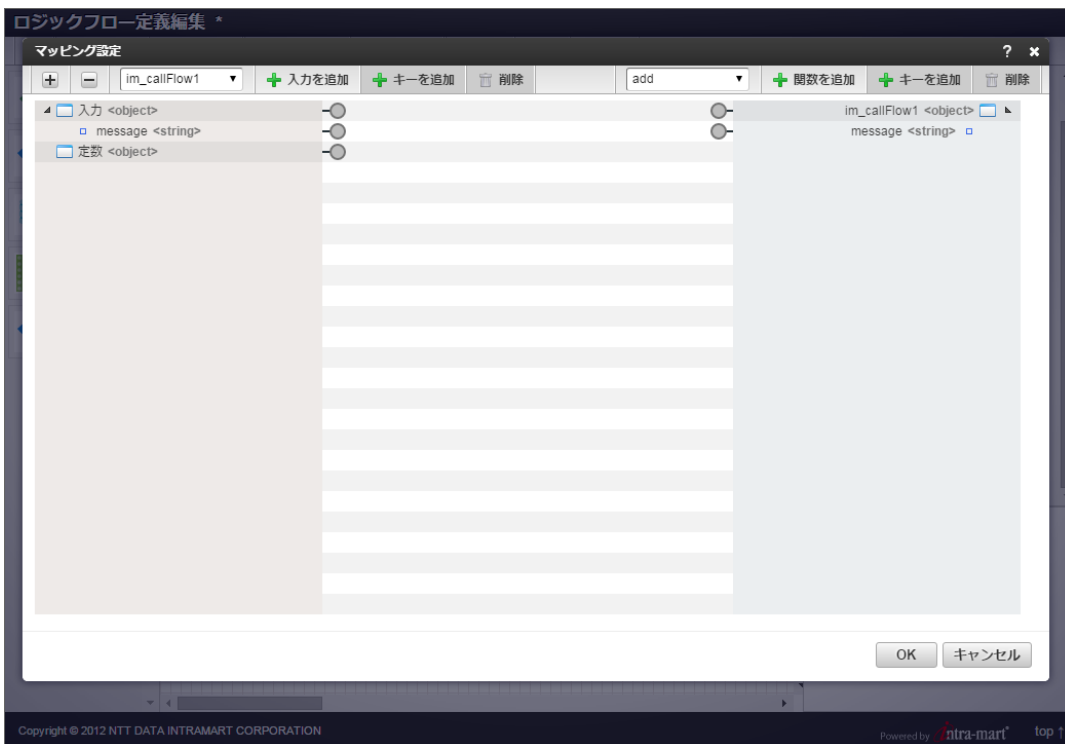 ロジックフロー定義編集 *
マッピング設定 ?
im_callFlow1 入力を追加 キーを追加 削除 add 関数を追加 キーを追加 削除
入力 <object> im_callFlow1 <object>
message <string> message <string>
定数 <object>
OK キャンセル
Copyright © 2012 NTT DATA INTRAMART CORPORATION Powered by intra-mart top ↑